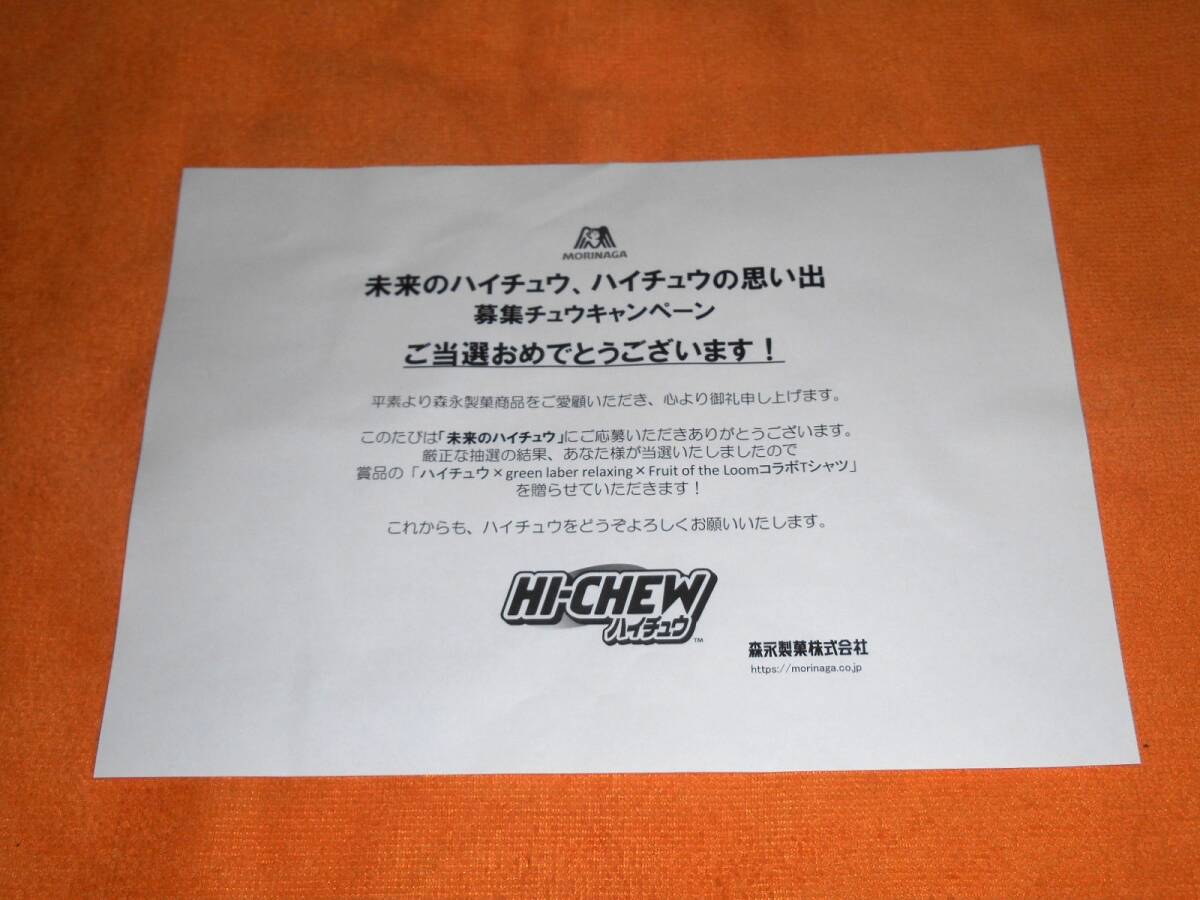 MORINAGA
未来のハイチュウ、ハイチュウの思い出
募集チュウキャンペーン
ご当選おめでとうございます!
平素より森永製菓商品をご愛顧いただき、心より御礼申し上げます。
このたびは「未来のハイチュウ」にご応募いただきありがとうございます。
厳正な抽選の結果、あなた様が当選いたしましたので
賞品の「ハイチュウ×green laber relaxing×Fruit of the LoomコラボTシャツ」
を贈らせていただきます!
これからも、ハイチュウをどうぞよろしくお願いいたします。
HI-CHEW
ハイチュウ™
森永製菓株式会社
https://morinaga.co.jp